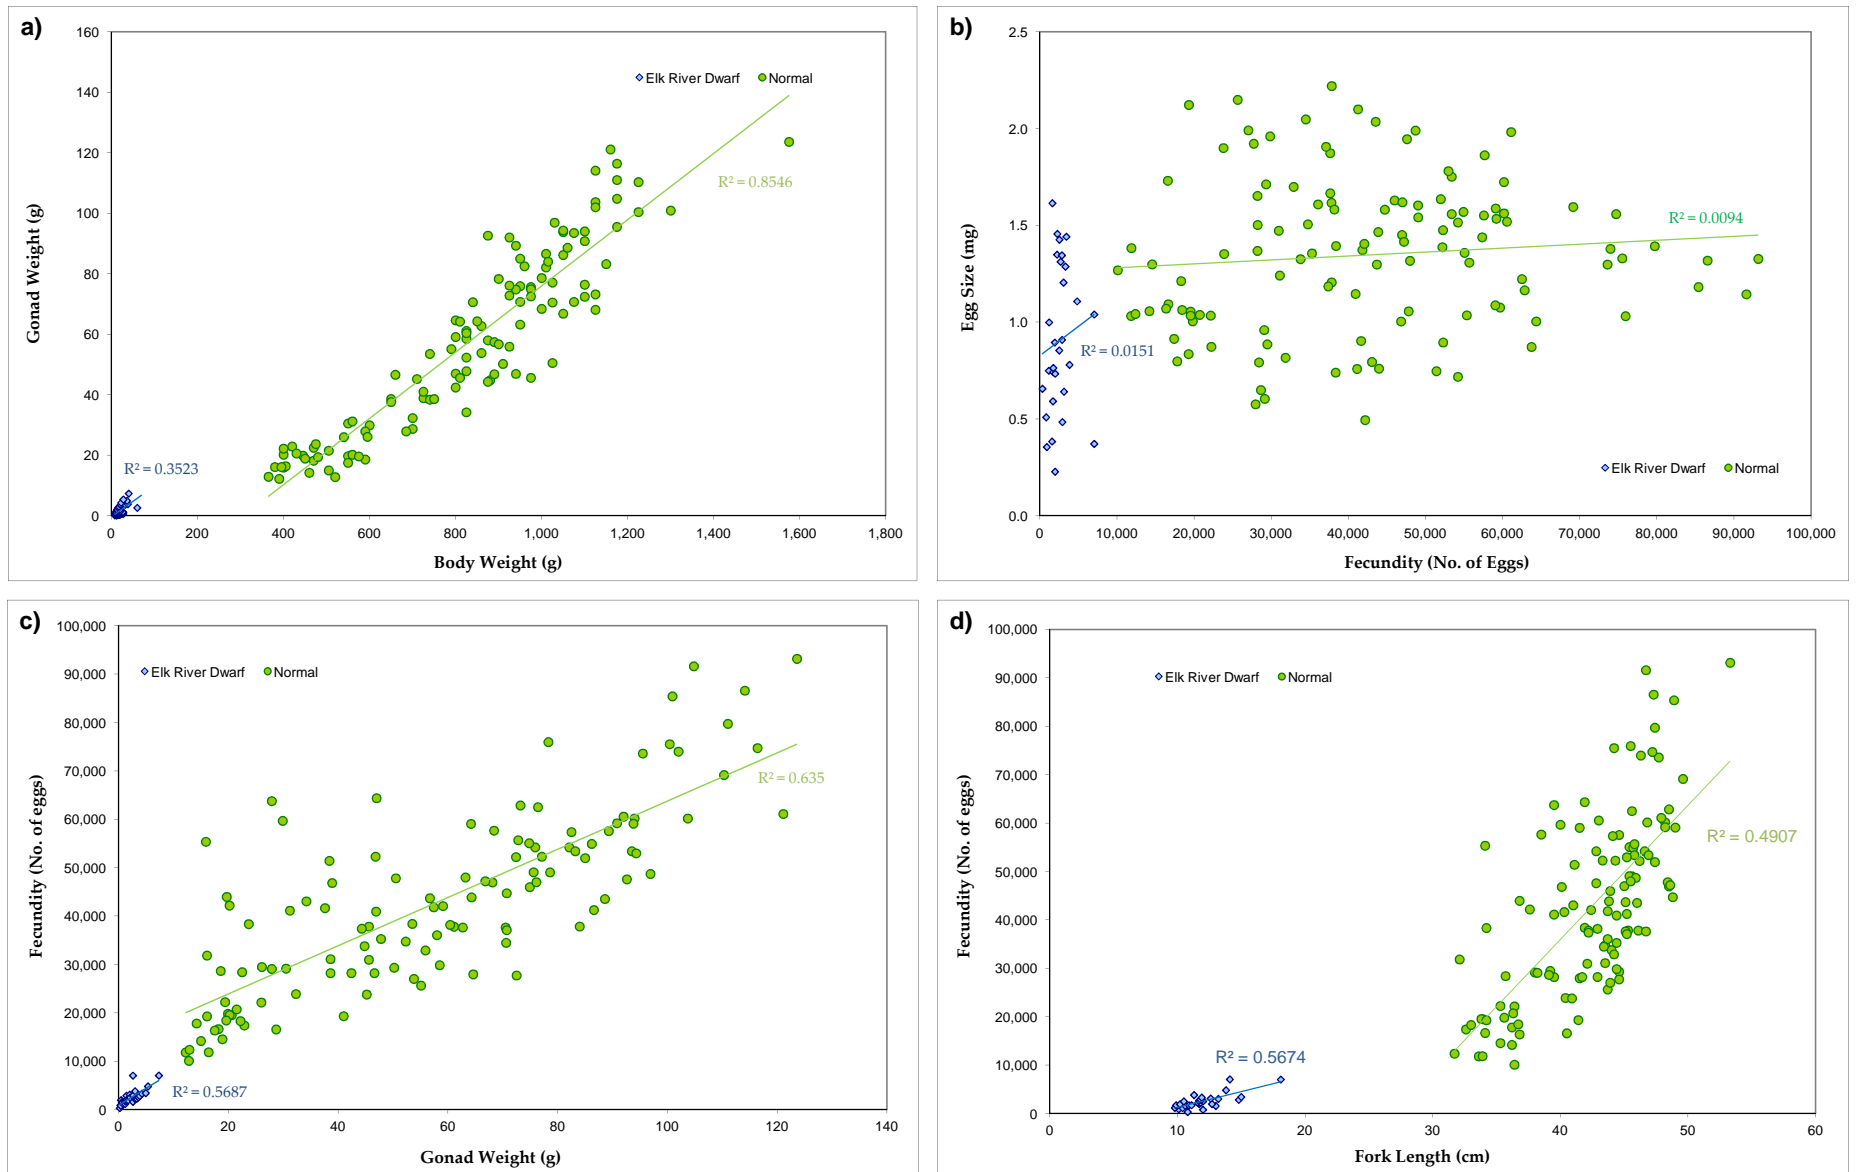 a)
160
140
120
100
80
60
40
20
0
Gonad Weight (g)
Elk River Dwarf
Normal
R² = 0.8546
R² = 0.3523
0
200
400
600
800
1,000
1,200
1,400
1,600
1,800
Body Weight (g)
b)
2.5
2.0
1.5
1.0
0.5
0.0
Egg Size (mg)
R² = 0.0094
R² = 0.0151
Elk River Dwarf
Normal
0
10,000
20,000
30,000
40,000
50,000
60,000
70,000
80,000
90,000
100,000
Fecundity (No. of Eggs)
c)
100,000
90,000
80,000
70,000
60,000
50,000
40,000
30,000
20,000
10,000
0
Fecundity (No. of eggs)
Elk River Dwarf
Normal
R² = 0.635
R² = 0.5687
0
20
40
60
80
100
120
140
Gonad Weight (g)
d)
100,000
90,000
80,000
70,000
60,000
50,000
40,000
30,000
20,000
10,000
0
Fecundity (No. of eggs)
Elk River Dwarf
Normal
R² = 0.4907
R² = 0.5674
0
10
20
30
40
50
60
Fork Length (cm)